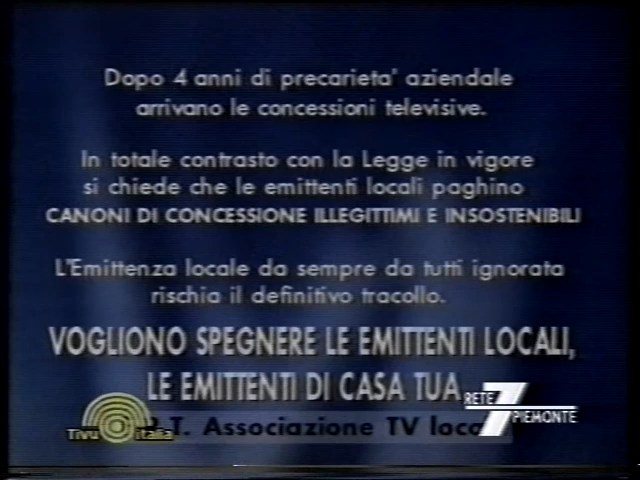 Dopo 4 anni di precarieta' aziendale
arrivano le concessioni televisive.
In totale contrasto con la Legge in vigore
si chiede che le emittenti locali paghino
CANONI DI CONCESSIONE ILLEGITTIMI E INSOSTENIBILI
L'Emittenza locale da sempre da tutti ignorata
rischia il definitivo tracollo.
VOGLIONO SPEGNERE LE EMITTENTI LOCALI,
LE EMITTENTI DI CASA TUA
RETE 7 PIEMONTE
Tivu Italia
.T. Associazione TV loca